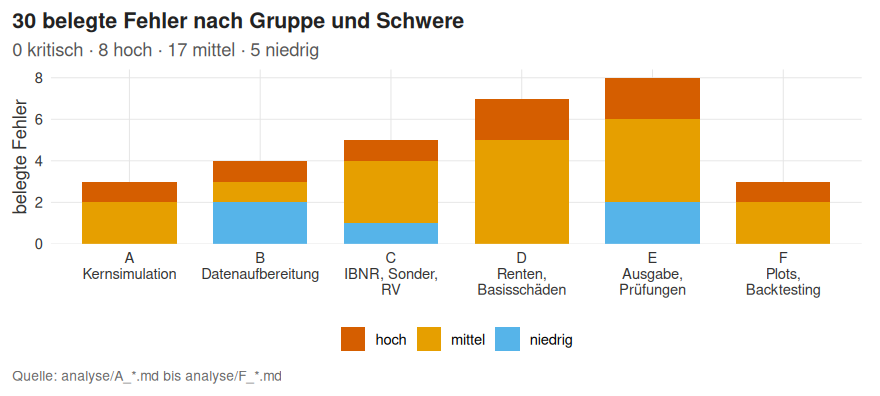 30 belegte Fehler nach Gruppe und Schwere
0 kritisch · 8 hoch · 17 mittel · 5 niedrig
belegte Fehler
8
6
4
2
0
A
Kernsimulation
B
Datenaufbereitung
C
IBNR, Sonder,
RV
D
Renten,
Basisschäden
E
Ausgabe,
Prüfungen
F
Plots,
Backtesting
hoch
mittel
niedrig
Quelle: analyse/A_*.md bis analyse/F_*.md